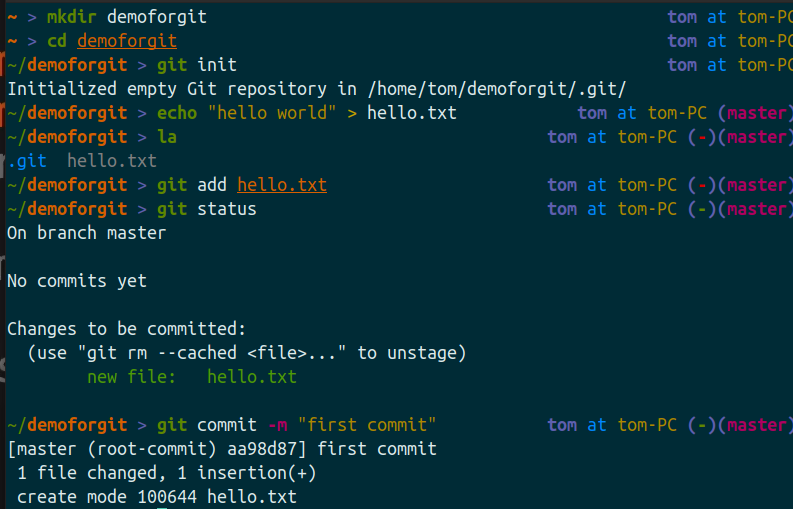 ~ > mkdir demoforgit tom at tom-PC
~ > cd demoforgit tom at tom-PC
~/demoforgit > git init tom at tom-PC
Initialized empty Git repository in /home/tom/demoforgit/.git/
~/demoforgit > echo "hello world" > hello.txt tom at tom-PC (master)
~/demoforgit > la tom at tom-PC (-)(master)
.git hello.txt
~/demoforgit > git add hello.txt tom at tom-PC (-)(master)
~/demoforgit > git status tom at tom-PC (-)(master)
On branch master
No commits yet
Changes to be committed:
(use "git rm --cached <file>..." to unstage)
new file: hello.txt
~/demoforgit > git commit -m "first commit" tom at tom-PC (-)(master)
[master (root-commit) aa98d87] first commit
1 file changed, 1 insertion(+)
create mode 100644 hello.txt